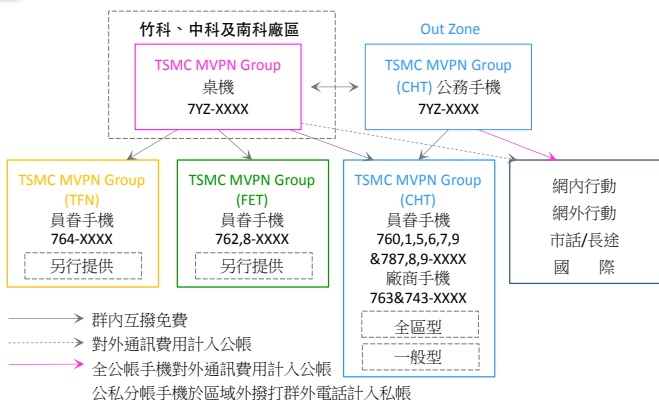 竹科、中科及南科廠區
Out Zone
TSMC MVPN Group
桌機
7YZ-XXXX
TSMC MVPN Group
(CHT) 公務手機
7YZ-XXXX
TSMC MVPN Group
(TFN)
員眷手機
764-XXXX
另行提供
TSMC MVPN Group
(FET)
員眷手機
762,8-XXXX
另行提供
TSMC MVPN Group
(CHT)
員眷手機
760,1,5,6,7,9
&787,8,9-XXXX
廠商手機
763&743-XXXX
全區型
一般型
網內行動
網外行動
市話/長途
國 際
群內互撥免費
對外通訊費用計入公帳
全公帳手機對外通訊費用計入公帳
公私分帳手機於區域外撥打群外電話計入私帳